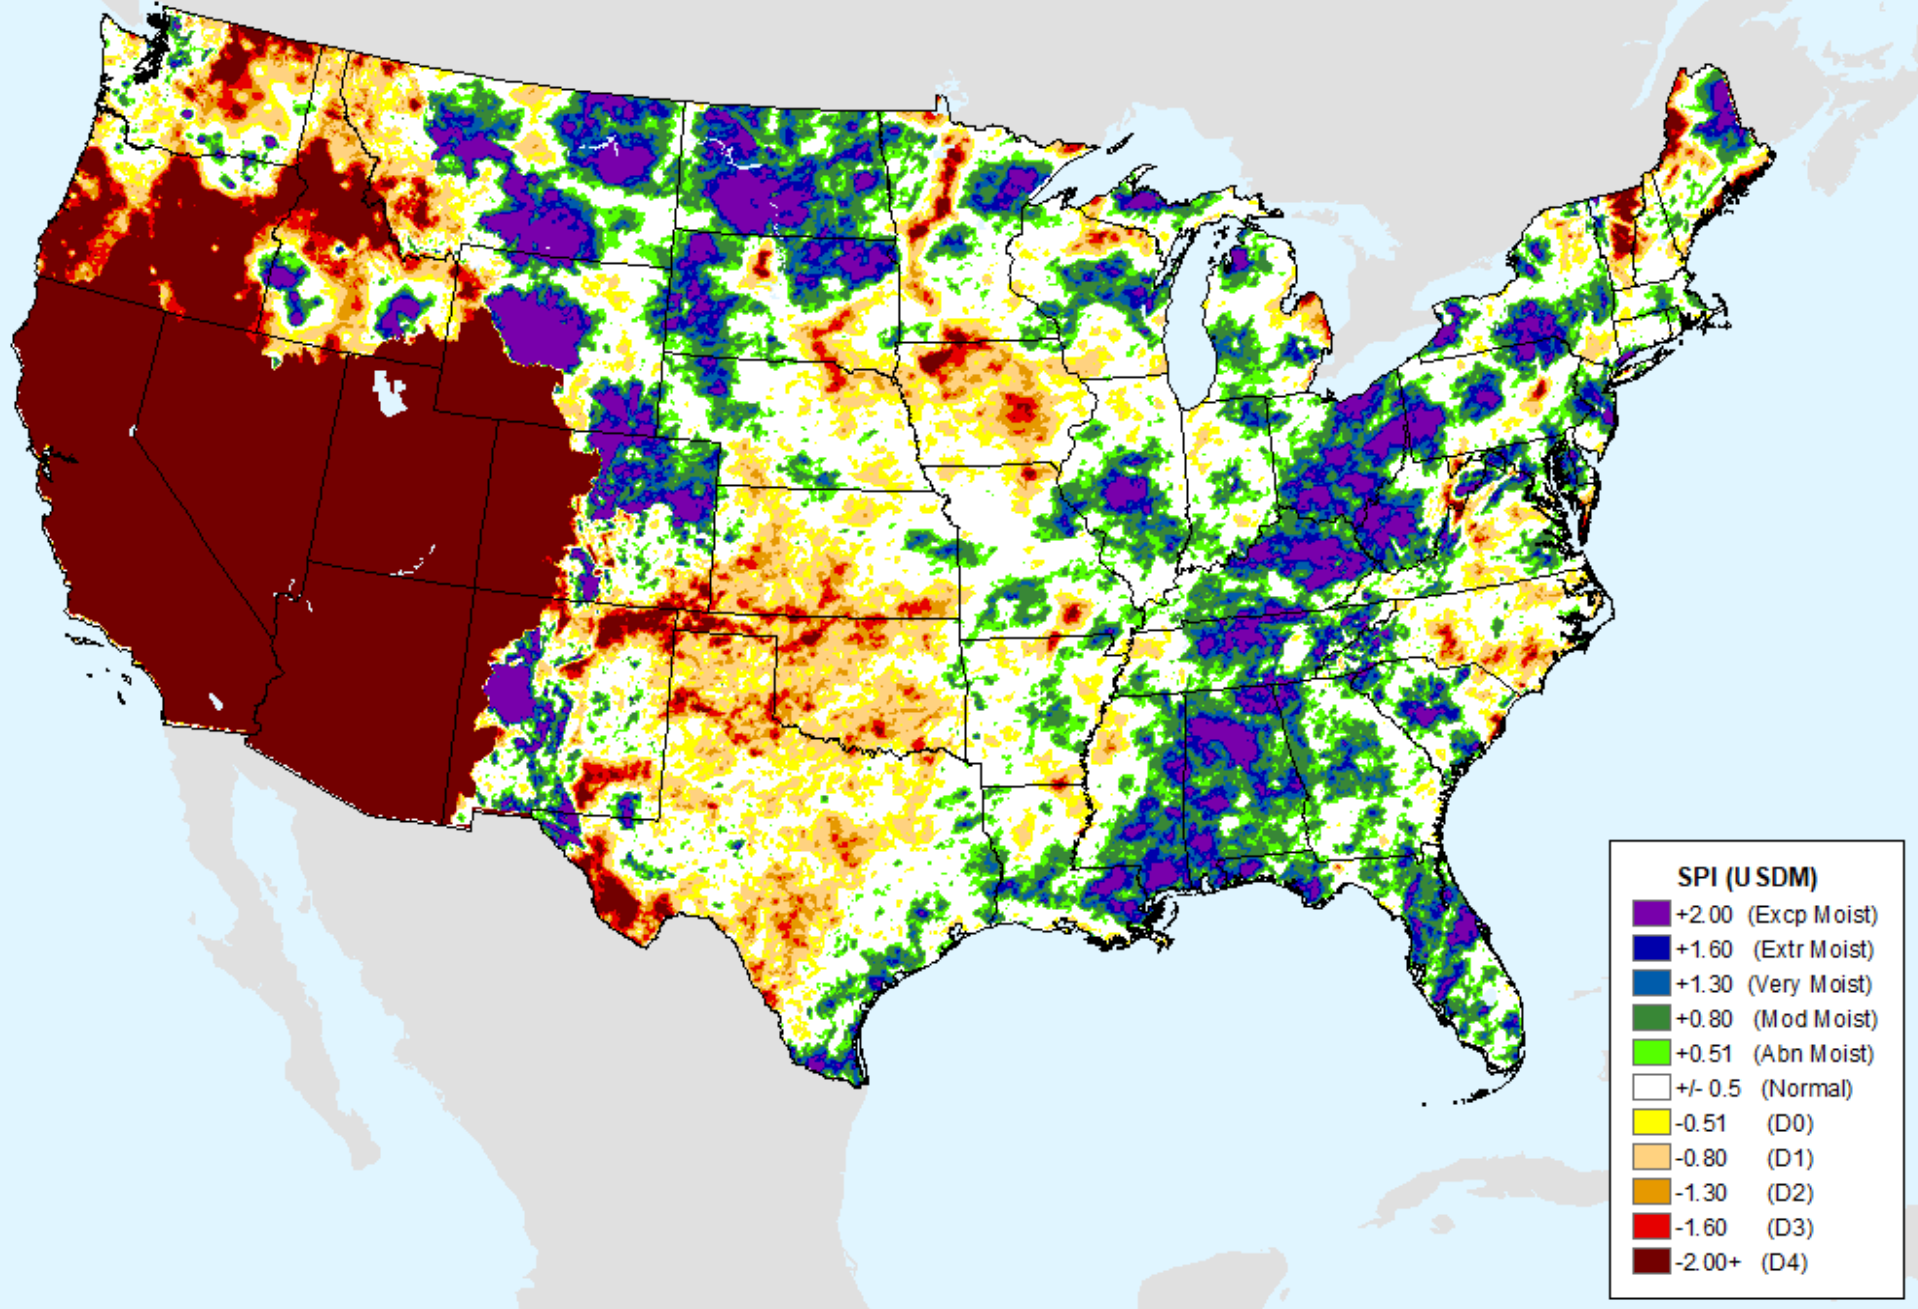 SPI (USDM)
+2.00 (Excp Moist)
+1.60 (Extr Moist)
+1.30 (Very Moist)
+0.80 (Mod Moist)
+0.51 (Abn Moist)
+/- 0.5 (Normal)
-0.51 (D0)
-0.80 (D1)
-1.30 (D2)
-1.60 (D3)
-2.00+ (D4)